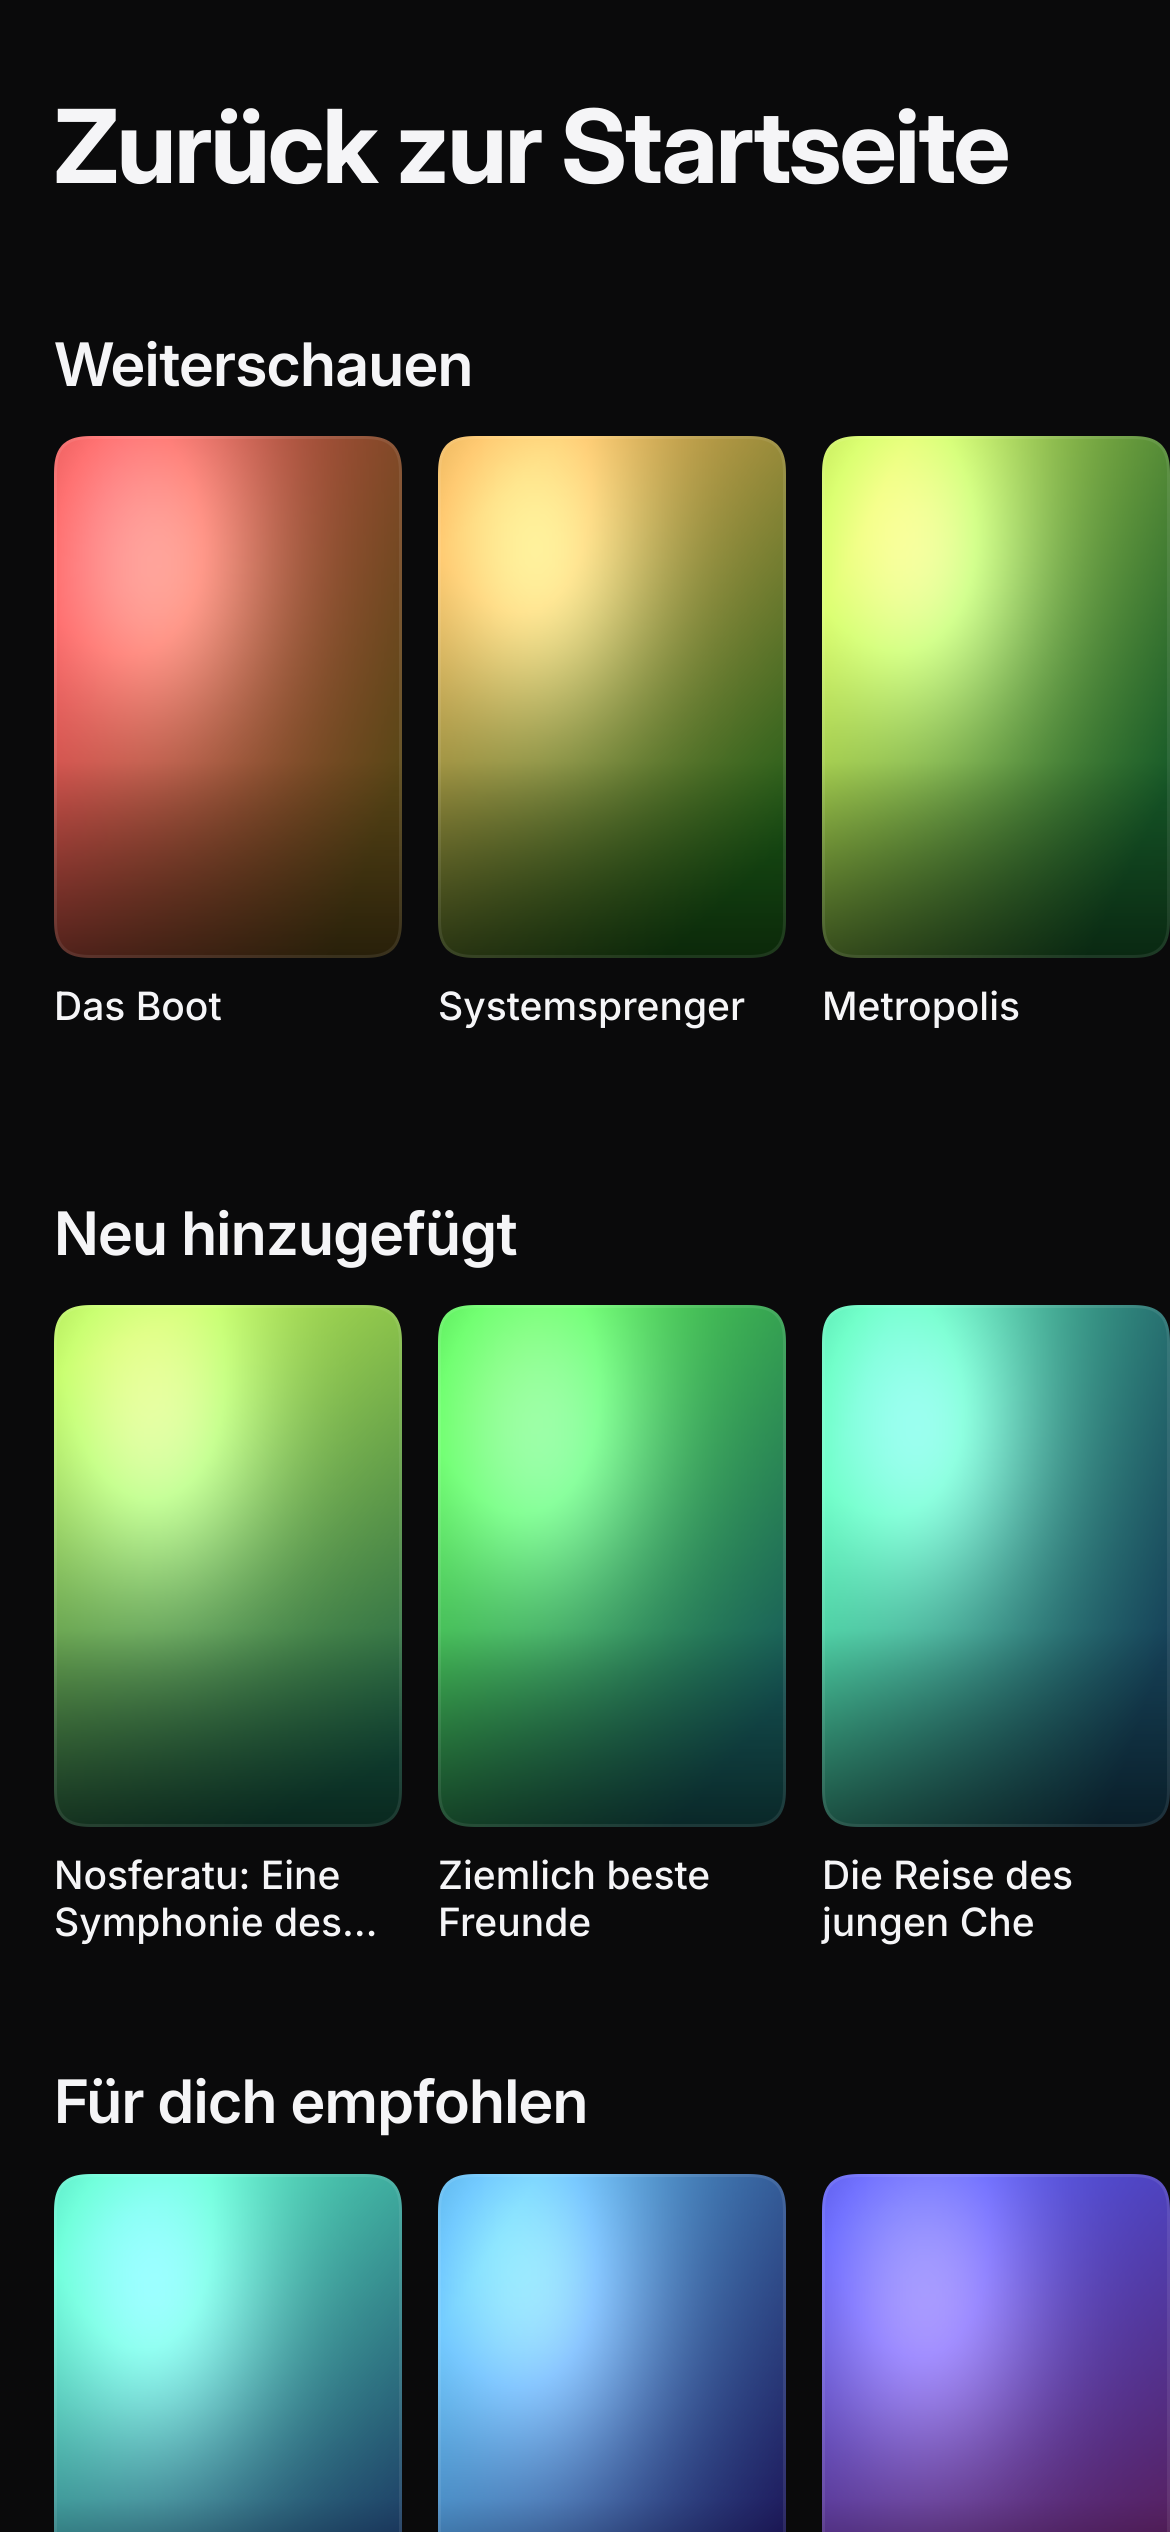 Zurück zur Startseite
Weiterschauen
Das Boot
Systemsprenger
Metropolis
Neu hinzugefügt
Nosferatu: Eine
Symphonie des...
Ziemlich beste
Freunde
Die Reise des
jungen Che
Für dich empfohlen